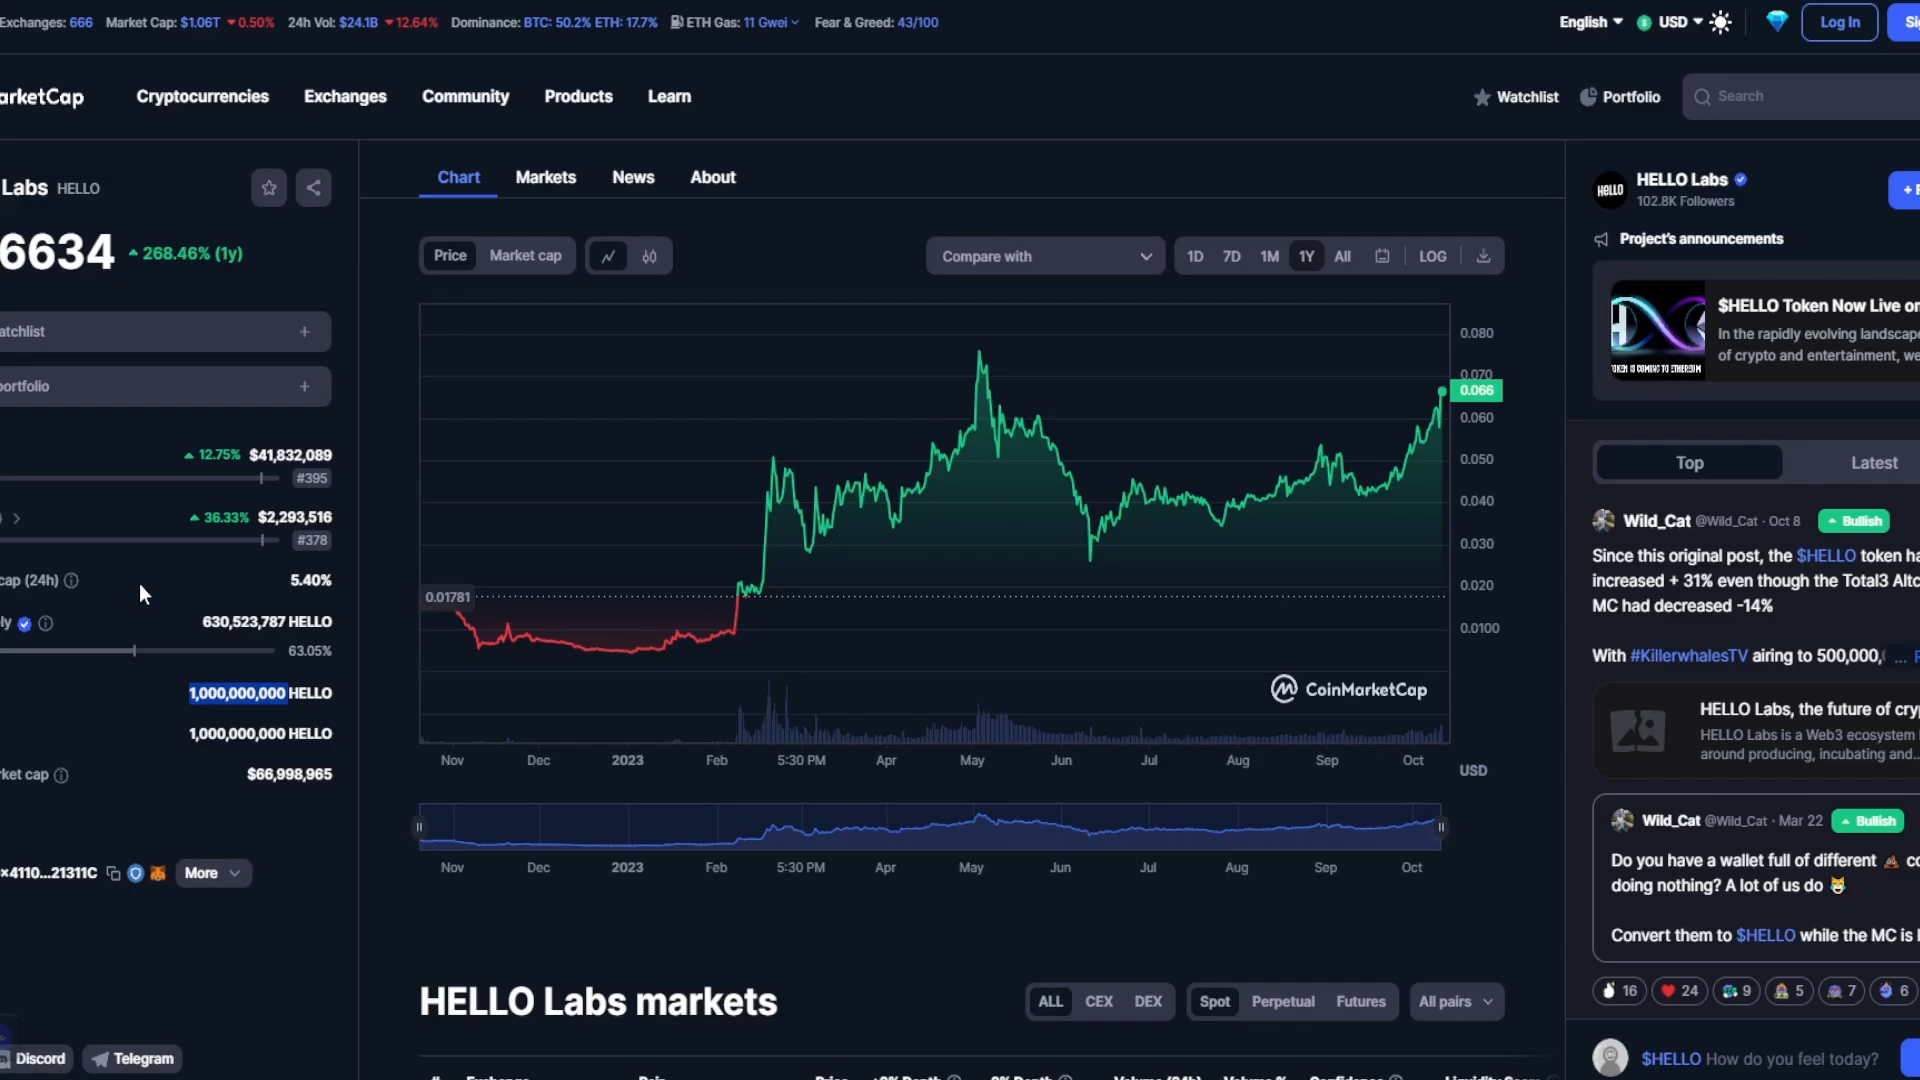 Exchanges: 666 Market Cap: $1.06T 0.50% 24h Vol: $24.1B 12.64% Dominance: BTC: 50.2% ETH: 17.7% ETH Gas: 11 Gwei Fear & Greed: 43/100
English USD Log In
arketCap Cryptocurrencies Exchanges Community Products Learn Watchlist Portfolio Search
Labs HELLO
6634 268.46% (1y)
atchlist +
portfolio +
12.75% $41,832,089
#395
36.33% $2,293,516
#378
cap (24h) 5.40%
ly 630,523,787 HELLO
63.05%
1,000,000,000 HELLO
1,000,000,000 HELLO
ket cap $66,998,965
×4110...21311C More
Discord Telegram
Chart Markets News About
Price Market cap Compare with 1D 7D 1M 1Y All LOG
0.080
0.070
0.066
0.060
0.050
0.040
0.030
0.020
0.01781
0.0100
CoinMarketCap
Nov Dec 2023 Feb 5:30 PM Apr May Jun Jul Aug Sep Oct
USD
Nov Dec 2023 Feb 5:30 PM Apr May Jun Jul Aug Sep Oct
HELLO Labs markets ALL CEX DEX Spot Perpetual Futures All pairs
HELLO
HELLO Labs
102.8K Followers
Project's announcements
$HELLO Token Now Live on
In the rapidly evolving landscape
of crypto and entertainment, we
TOKEN IS COMING TO ETHEREUM
Top Latest
Wild_Cat @Wild_Cat · Oct 8 Bullish
Since this original post, the $HELLO token ha
increased + 31% even though the Total3 Altc
MC had decreased -14%
With #KillerwhalesTV airing to 500,000, ...
HELLO Labs, the future of cryp
HELLO Labs is a Web3 ecosystem
around producing, incubating and...
Wild_Cat @Wild_Cat · Mar 22 Bullish
Do you have a wallet full of different 💩 co
doing nothing? A lot of us do 😹
Convert them to $HELLO while the MC is
16 24 9 5 7 6
$HELLO How do you feel today?